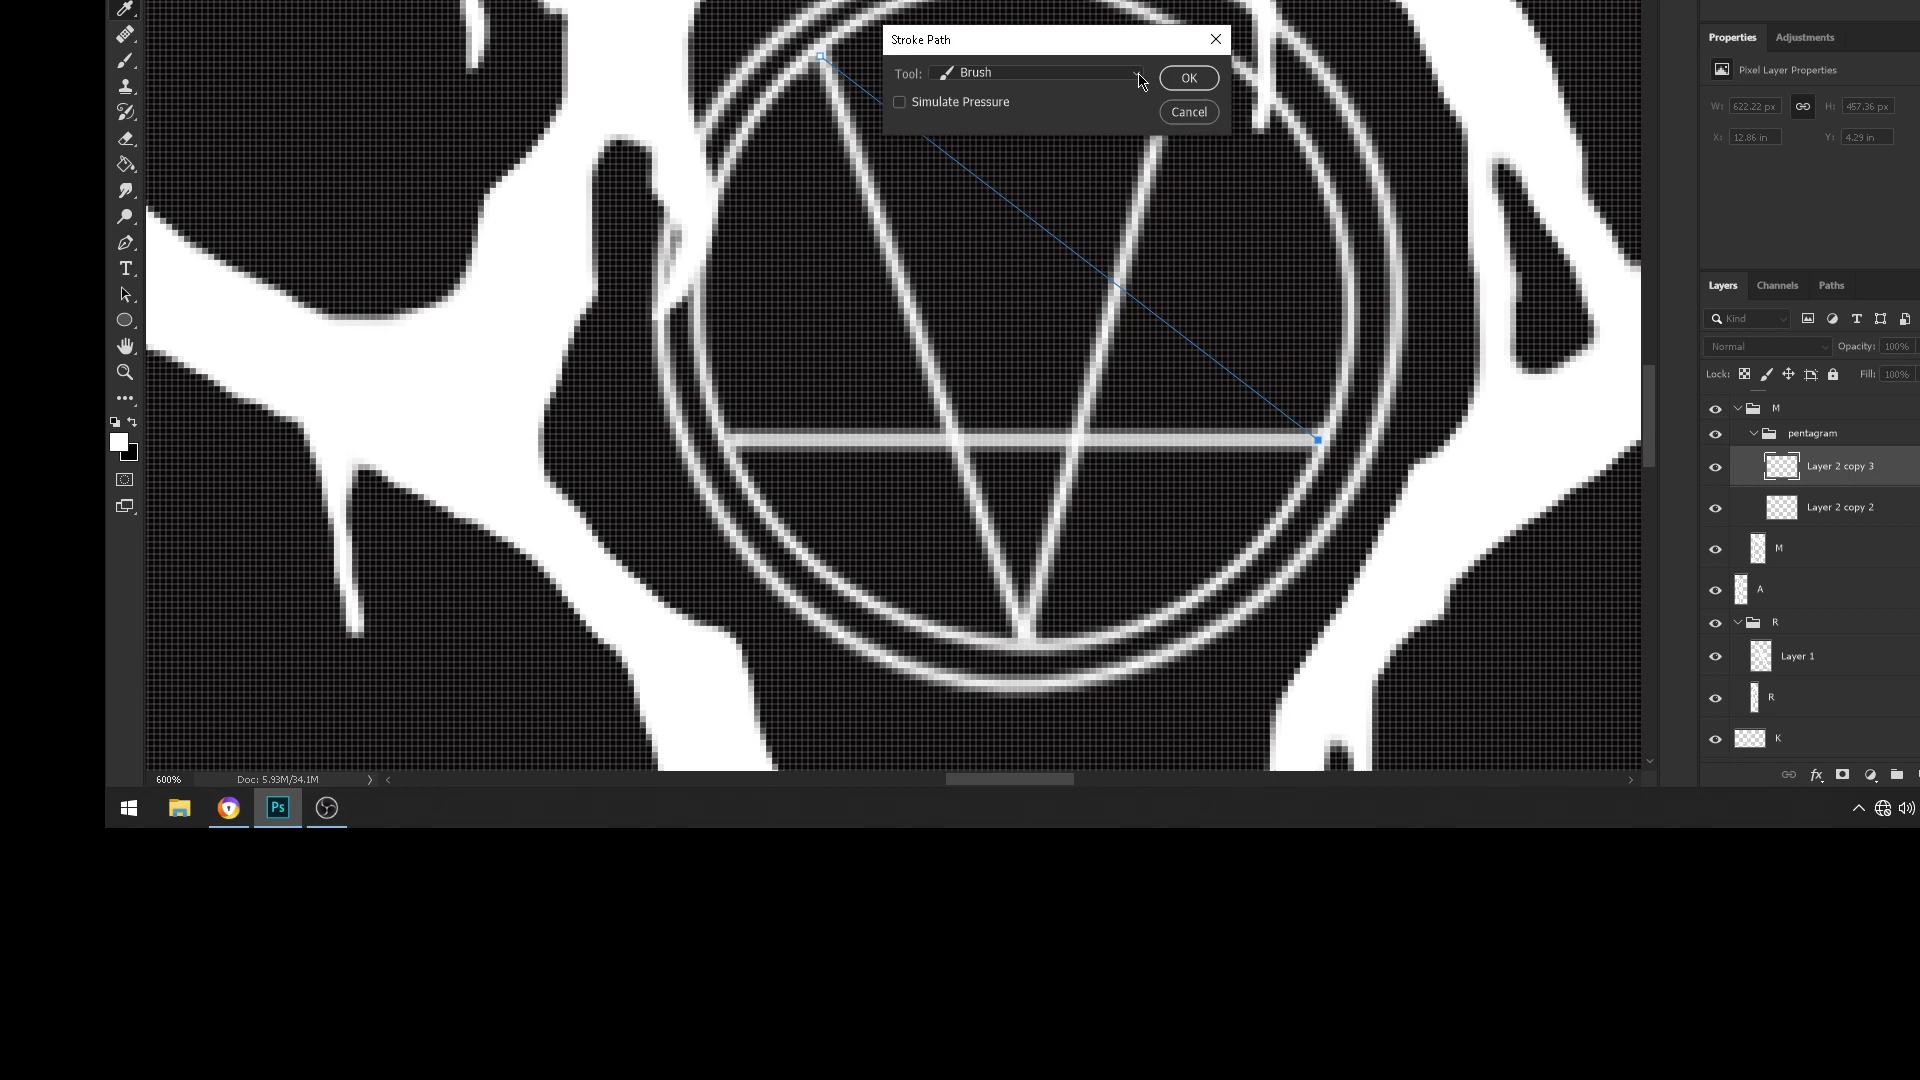 Stroke Path
Tool: Brush
OK
Simulate Pressure
Cancel
Properties Adjustments
Pixel Layer Properties
W: 622.22 px H: 457.36 px
X: 12.86 in Y: 4.29 in
Layers Channels Paths
Kind
Normal Opacity: 100%
Lock: Fill: 100%
M
pentagram
Layer 2 copy 3
Layer 2 copy 2
M
A
R
Layer 1
R
K
fx
T
600% Doc: 5.93M/34.1M
Ps